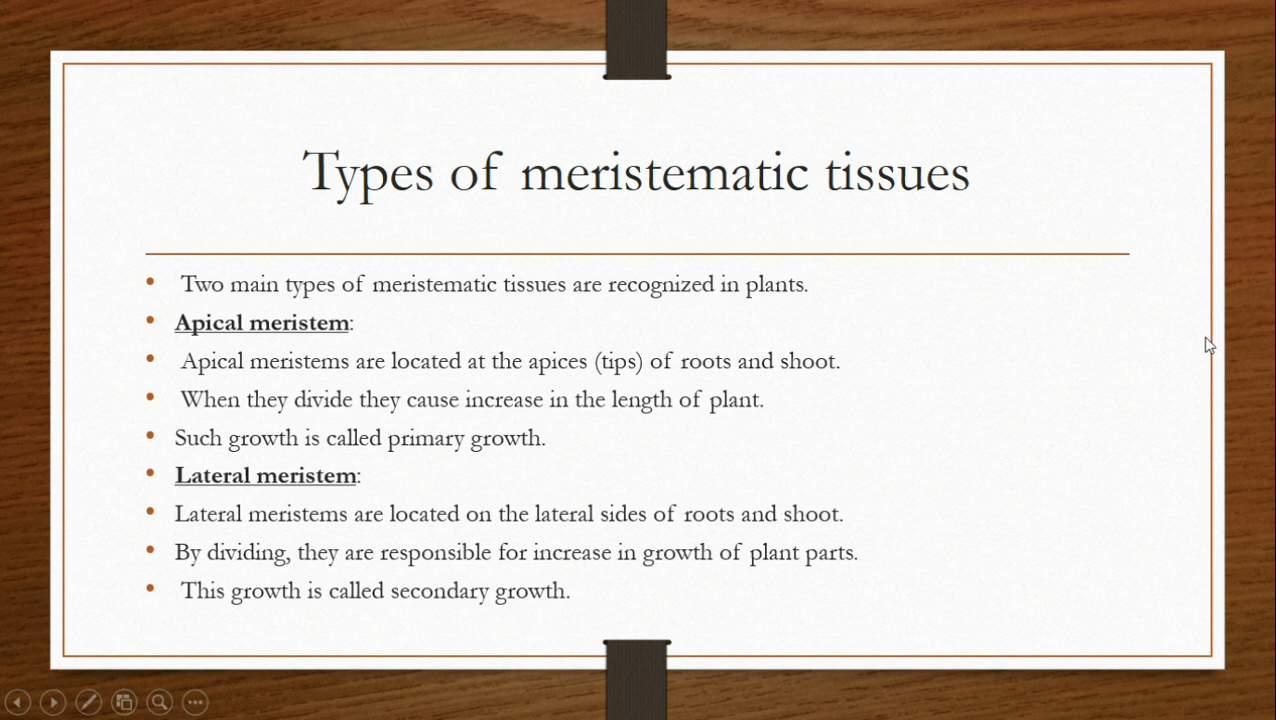 Types of meristematic tissues
• Two main types of meristematic tissues are recognized in plants.
• Apical meristem:
• Apical meristems are located at the apices (tips) of roots and shoot.
• When they divide they cause increase in the length of plant.
• Such growth is called primary growth.
• Lateral meristem:
• Lateral meristems are located on the lateral sides of roots and shoot.
• By dividing, they are responsible for increase in growth of plant parts.
• This growth is called secondary growth.